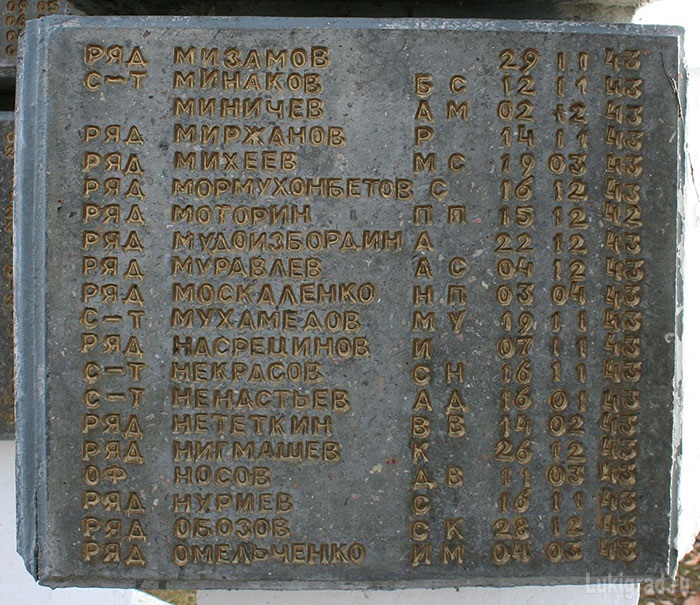 РЯД МИЗАМОВ 29 11 43
С-Т МИНАКОВ Б С 12 11 43
МИНИЧЕВ А М 02 12 43
РЯД МИРЖАНОВ Р 14 11 43
РЯД МИХЕЕВ М С 19 03 43
РЯД МОРМУХОНБЕТОВ С 16 12 43
РЯД МОТОРИН П П 15 12 42
РЯД МУДОИЗБОРДИН А 22 12 43
РЯД МУРАВЛЕВ А С 04 12 43
РЯД МОСКАЛЕНКО Н П 03 04 43
С-Т МУХАМЕДОВ М У 19 11 43
РЯД НАСРЕЦИНОВ И 07 11 43
С-Т НЕКРАСОВ С Н 16 11 43
С-Т НЕНАСТЬЕВ А Д 16 01 43
РЯД НЕТЕТКИН В В 14 02 43
РЯД НИГМАШЕВ К 26 12 43
ОФ НОСОВ Д В 11 03 43
РЯД НУРИЕВ С 16 11 43
РЯД ОБОЗОВ С К 28 12 43
РЯД ОМЕЛЬЧЕНКО И М 04 03 43